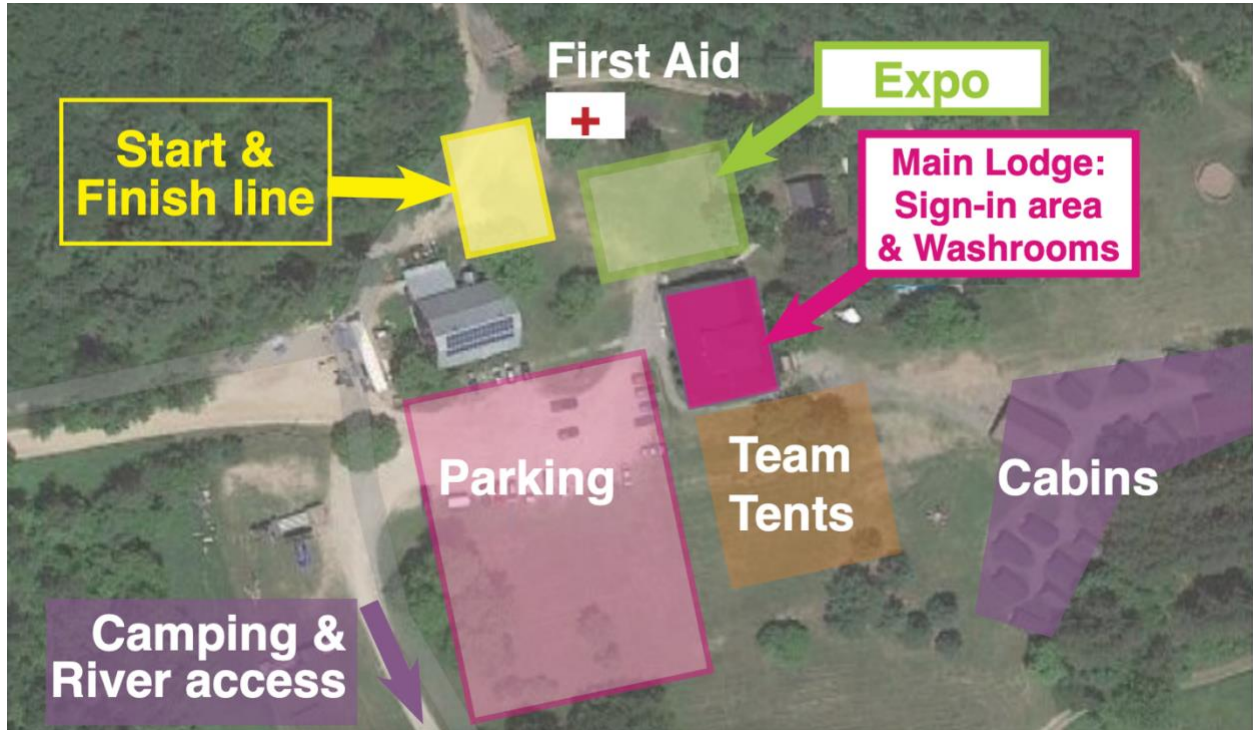 First Aid
Expo
Start &
Finish line
Main Lodge:
Sign-in area
& Washrooms
Parking
Team
Tents
Cabins
Camping &
River access